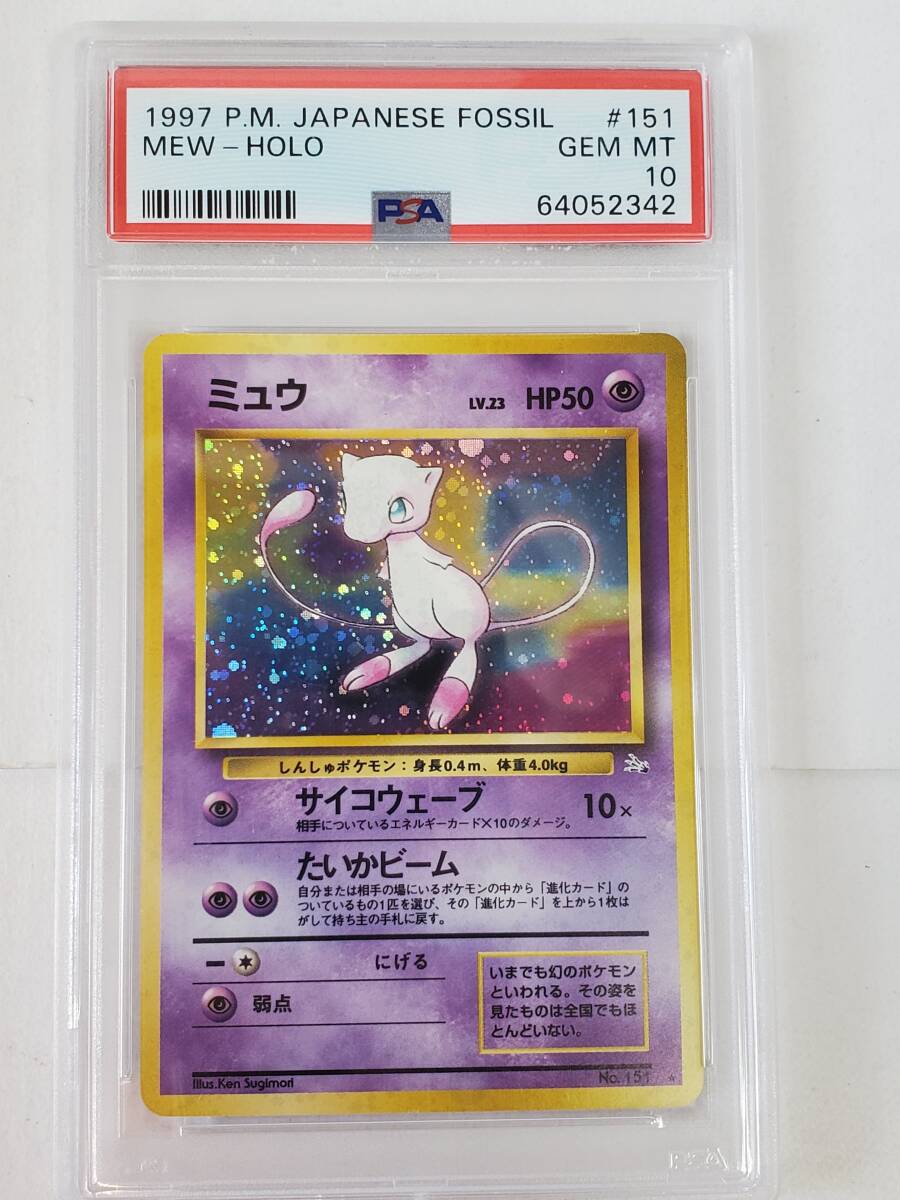 1997 P.M. JAPANESE FOSSIL #151
MEW - HOLO GEM MT
10
PSA 64052342
ミュウ LV.23 HP50
しんしゅポケモン：身長0.4m、体重4.0kg
サイコウェーブ 10×
相手についているエネルギーカード×10のダメージ。
たいかビーム
自分または相手の場にいるポケモンの中から「進化カード」の
ついているもの1匹を選び、その「進化カード」を上から1枚は
がして持ち主の手札に戻す。
にげる
弱点
いまでも幻のポケモン
といわれる。その姿を
見たものは全国でもほ
とんどいない。
Illus.Ken Sugimori No.151 ★
PSA